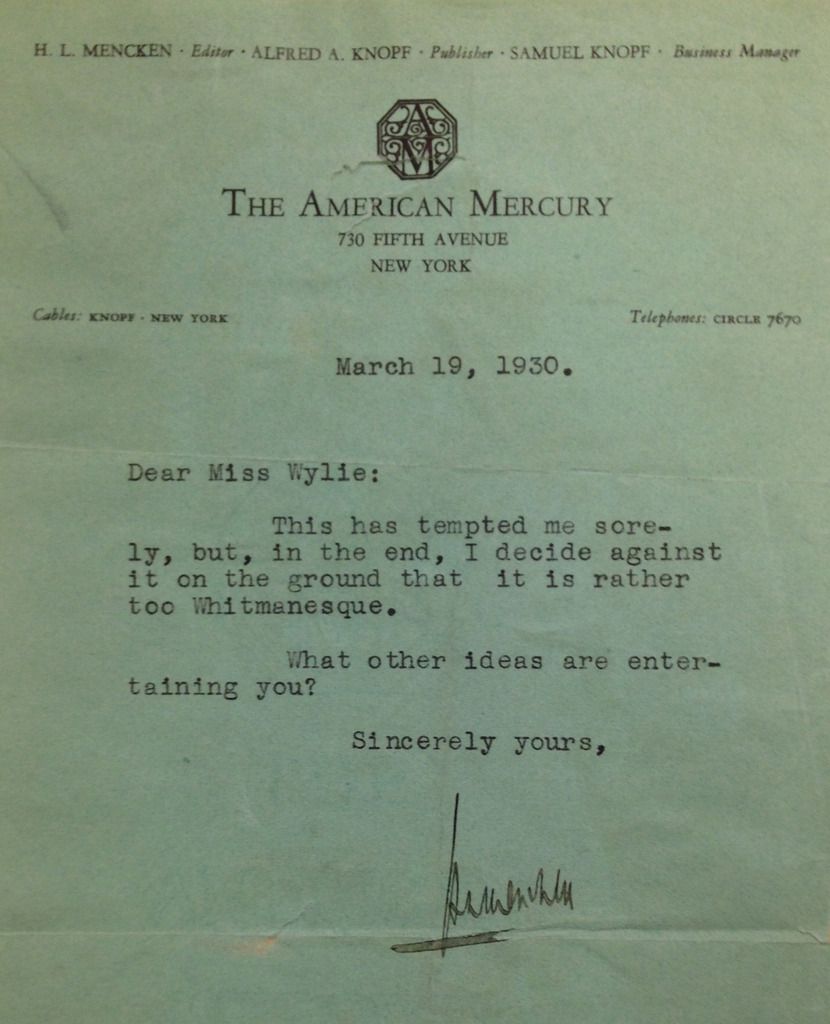 H. L. MENCKEN · Editor · ALFRED A. KNOPF · Publisher · SAMUEL KNOPF · Business Manager
AM
THE AMERICAN MERCURY
730 FIFTH AVENUE
NEW YORK
Cables: KNOPF · NEW YORK Telephones: CIRCLE 7670
March 19, 1930.
Dear Miss Wylie:
This has tempted me sore-
ly, but, in the end, I decide against
it on the ground that it is rather
too Whitmanesque.
What other ideas are enter-
taining you?
Sincerely yours,
HLMencken